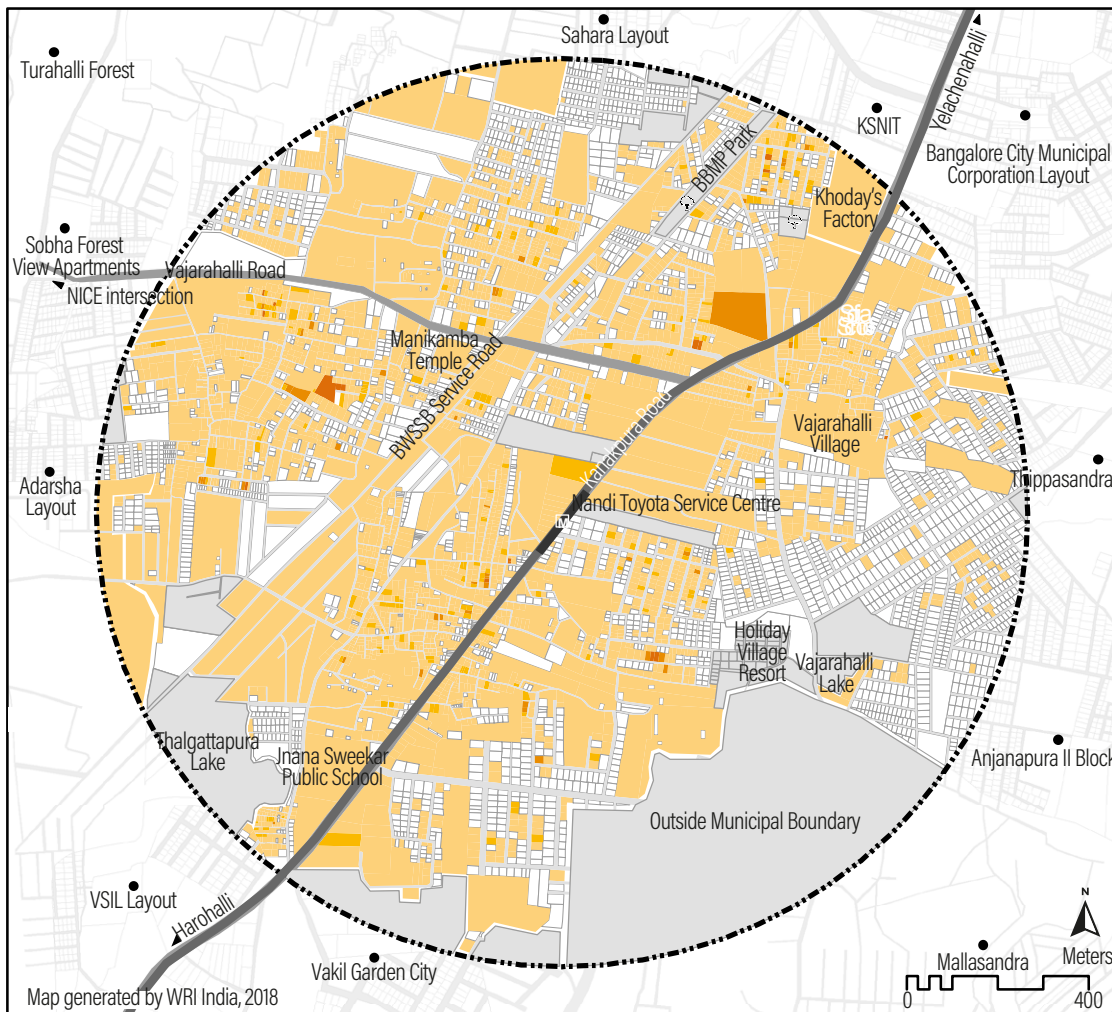 Sahara Layout
Turahalli Forest
Yelachenahalli
KSNIT
Bangalore City Municipal
Corporation Layout
BBMP Park
Khoday's
Factory
Sobha Forest
View Apartments
Vajarahalli Road
NICE intersection
Manikamba
Temple
BWSSB Service Road
Kanakpura Road
Vajarahalli
Village
Adarsha
Layout
Thippasandra
Nandi Toyota Service Centre
M
Holiday
Village
Resort
Vajarahalli
Lake
Thalgattapura
Lake
Jnana Sweekar
Public School
Anjanapura II Block
Outside Municipal Boundary
VSIL Layout
Harohalli
Vakil Garden City
Mallasandra
N
Meters
0
400
Map generated by WRI India, 2018